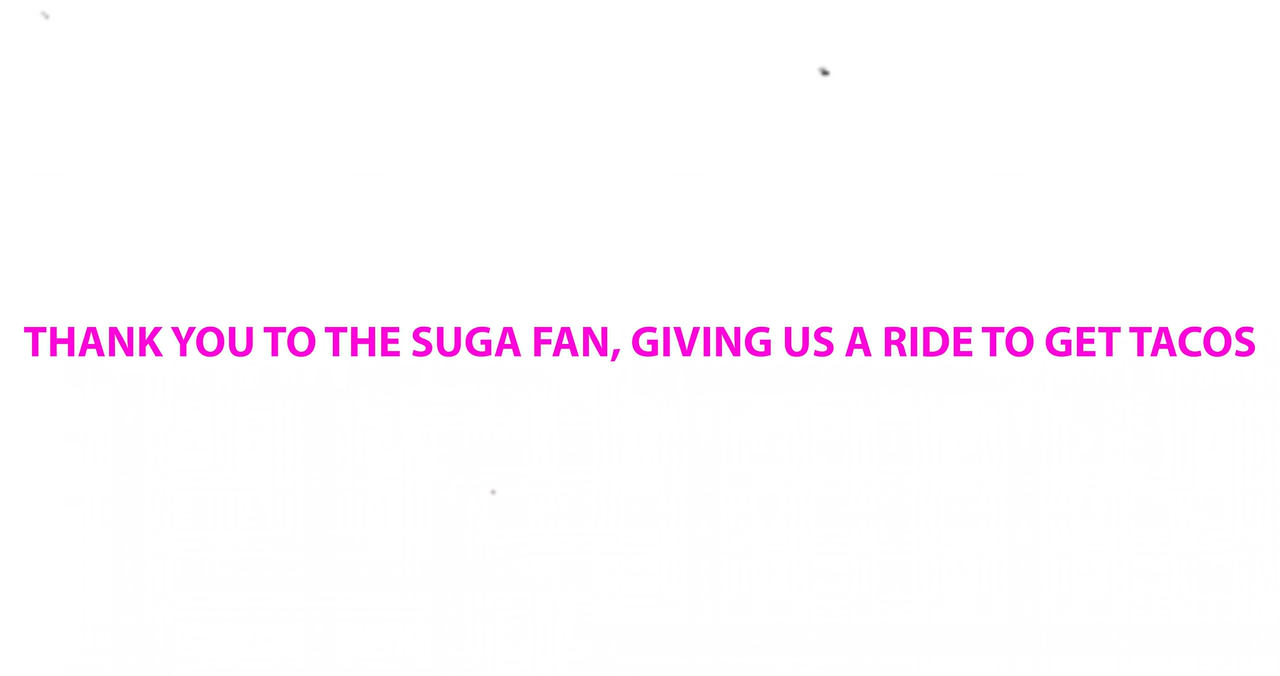 THANK YOU TO THE SUGA FAN, GIVING US A RIDE TO GET TACOS